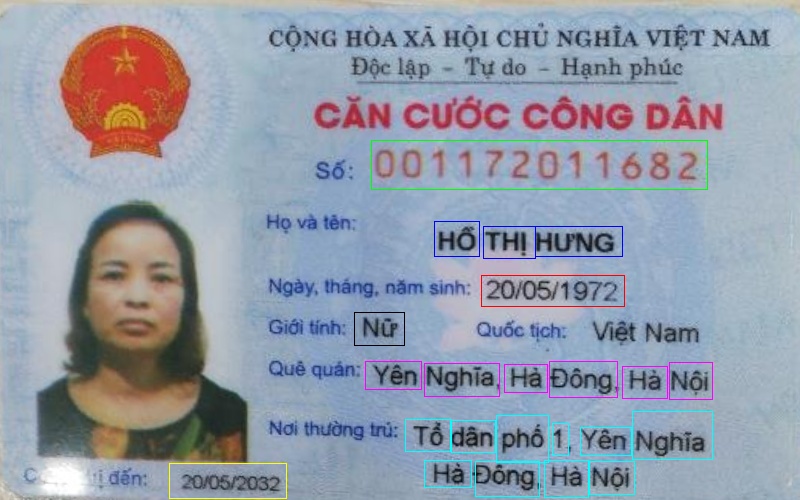 CỘNG HÒA XÃ HỘI CHỦ NGHĨA VIỆT NAM
Độc lập - Tự do - Hạnh phúc
CĂN CƯỚC CÔNG DÂN
Số: 001172011682
Họ và tên:
HỒ THỊ HƯNG
Ngày, tháng, năm sinh: 20/05/1972
Giới tính: Nữ Quốc tịch: Việt Nam
Quê quán: Yên Nghĩa, Hà Đông, Hà Nội
Nơi thường trú: Tổ dân phố 1, Yên Nghĩa
Hà Đông, Hà Nội
đến: 20/05/2032